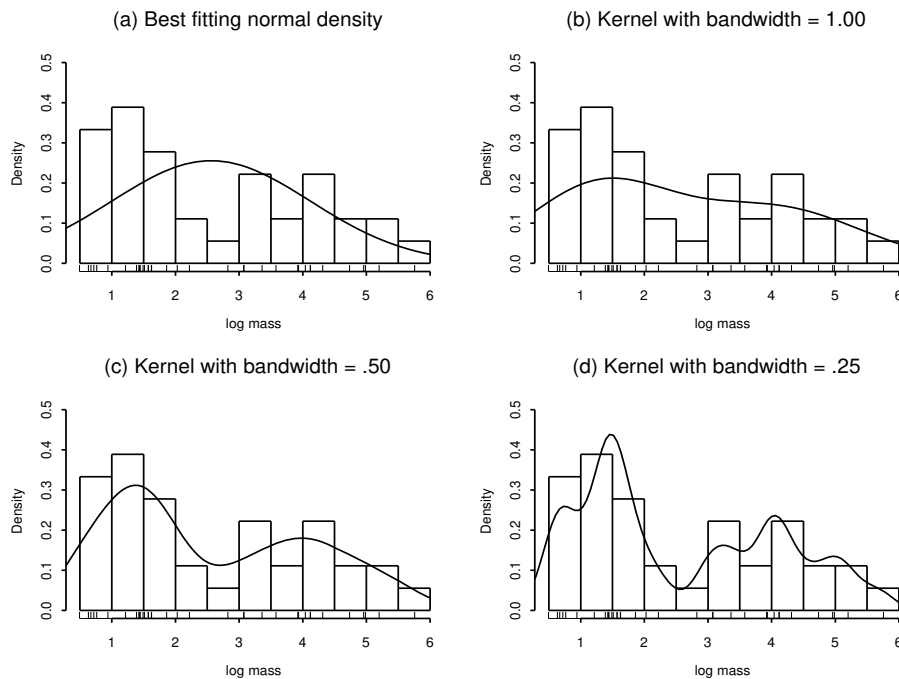 (a) Best fitting normal density
Density
0.0 0.1 0.2 0.3 0.4 0.5
1 2 3 4 5 6
log mass
(b) Kernel with bandwidth = 1.00
Density
0.0 0.1 0.2 0.3 0.4 0.5
1 2 3 4 5 6
log mass
(c) Kernel with bandwidth = .50
Density
0.0 0.1 0.2 0.3 0.4 0.5
1 2 3 4 5 6
log mass
(d) Kernel with bandwidth = .25
Density
0.0 0.1 0.2 0.3 0.4 0.5
1 2 3 4 5 6
log mass